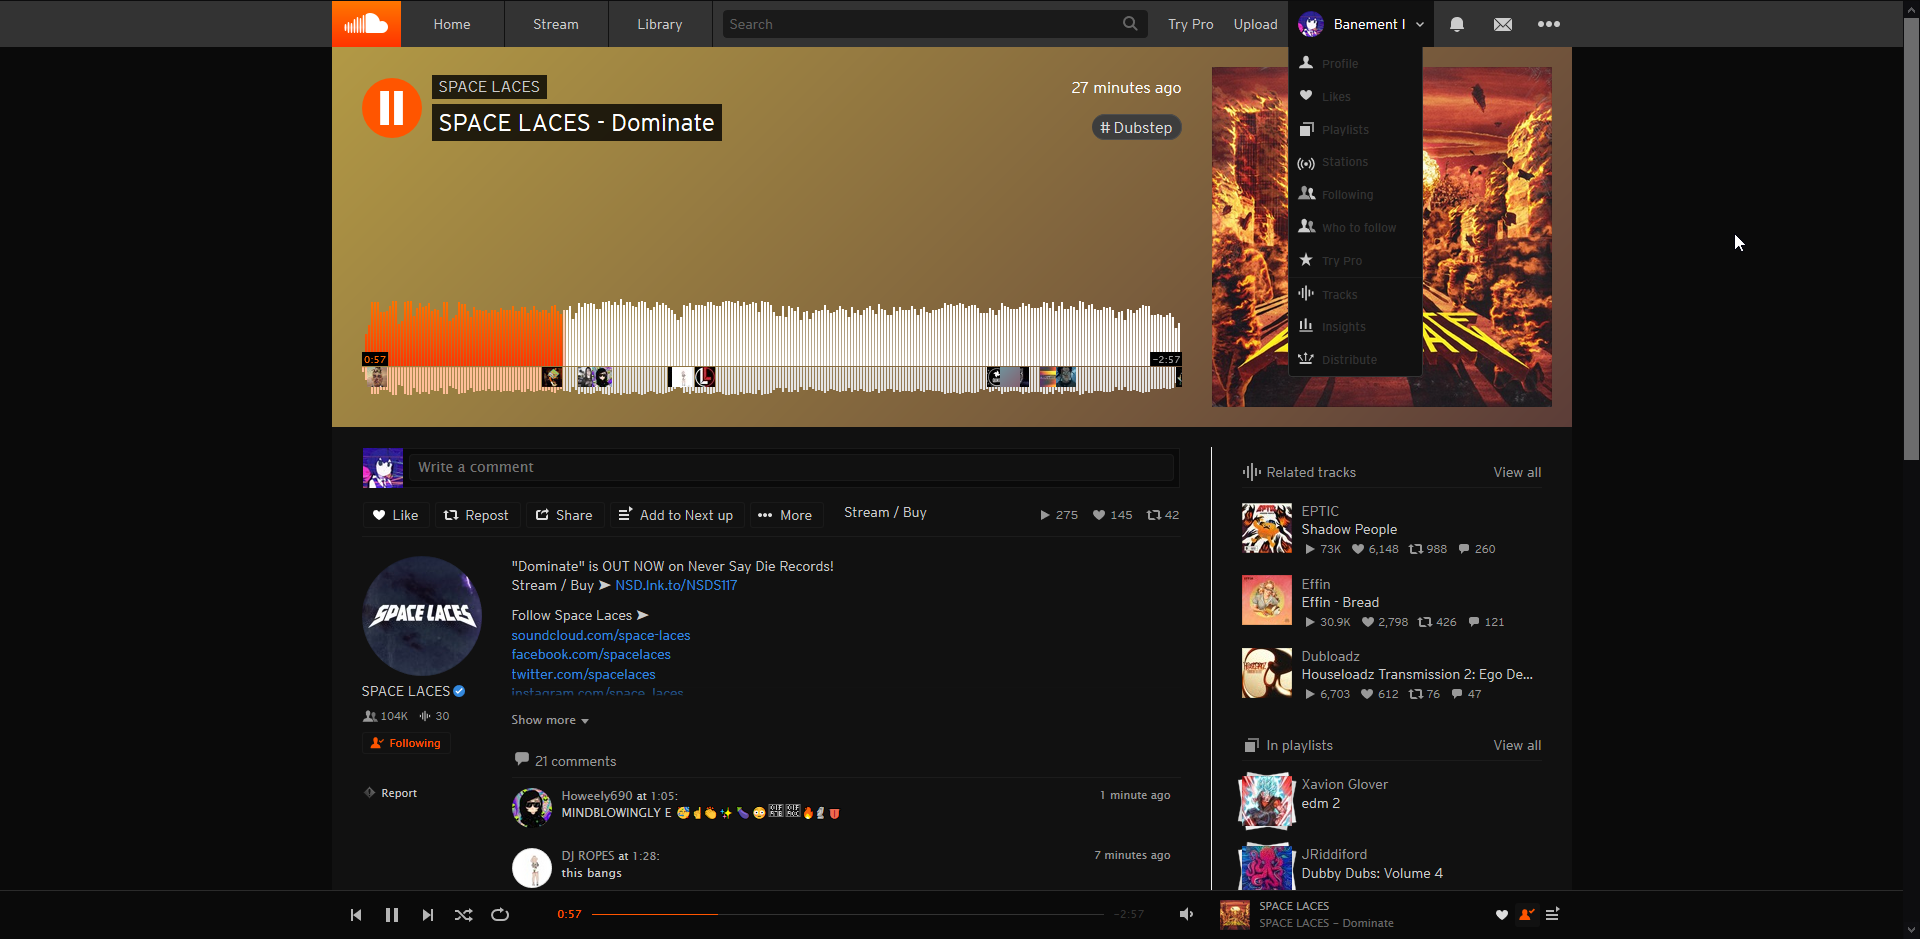 Home
Stream
Library
Search
Try Pro
Upload
Banement I
Profile
Likes
Playlists
Stations
Following
Who to follow
Try Pro
Tracks
Insights
Distribute
SPACE LACES
SPACE LACES - Dominate
27 minutes ago
# Dubstep
0:57
-2:57
Write a comment
Like
Repost
Share
Add to Next up
More
Stream / Buy
275
145
42
"Dominate" is OUT NOW on Never Say Die Records!
Stream / Buy ➤ NSD.lnk.to/NSDS117
Follow Space Laces ➤
soundcloud.com/space-laces
facebook.com/spacelaces
twitter.com/spacelaces
instagram.com/space_laces
Show more
SPACE LACES
SPACE LACES
104K
30
Following
Report
21 comments
Howeely690 at 1:05:
1 minute ago
MINDBLOWINGLY E
DJ ROPES at 1:28:
7 minutes ago
this bangs
Related tracks
View all
EPTIC
Shadow People
73K
6,148
988
260
Effin
Effin - Bread
30.9K
2,798
426
121
Dubloadz
Houseloadz Transmission 2: Ego De...
6,703
612
76
47
In playlists
View all
Xavion Glover
edm 2
JRiddiford
Dubby Dubs: Volume 4
0:57
-2:57
SPACE LACES
SPACE LACES – Dominate